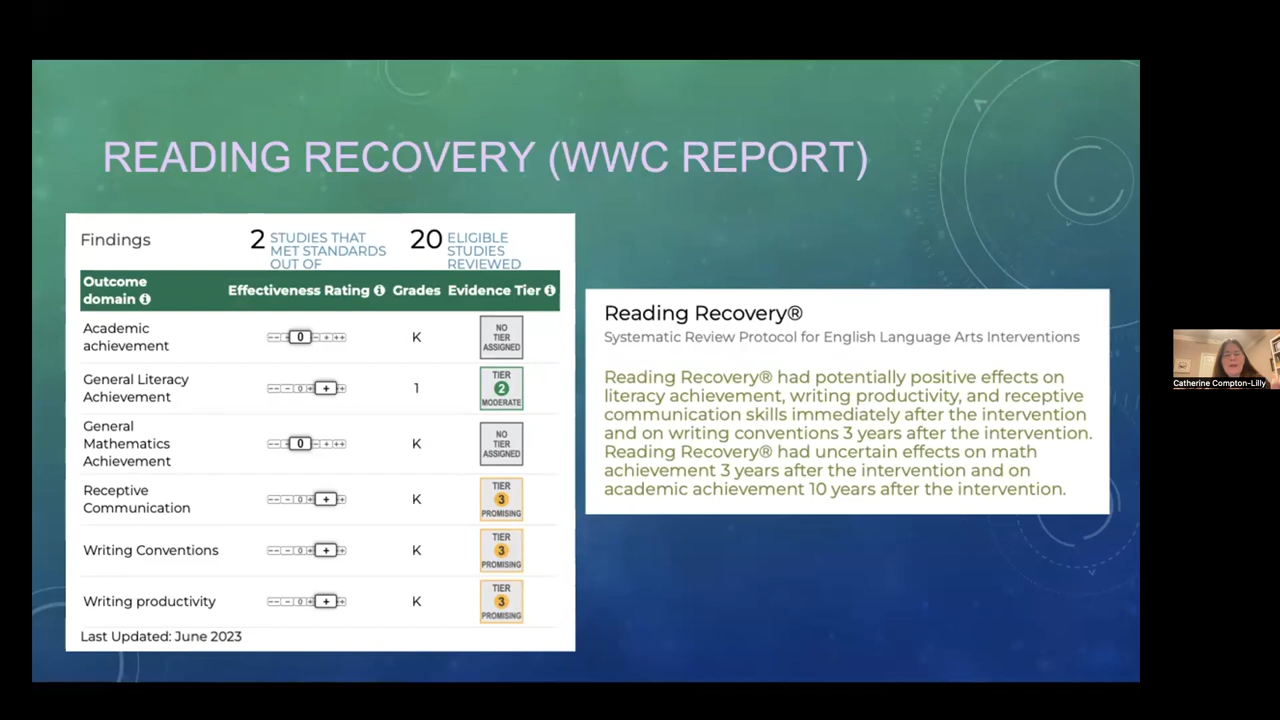 READING RECOVERY (WWC REPORT)
Findings
2 STUDIES THAT
MET STANDARDS
OUT OF
20 ELIGIBLE
STUDIES
REVIEWED
Outcome
domain
Effectiveness Rating Grades Evidence Tier
Academic
achievement
0
K
NO
TIER
ASSIGNED
General Literacy
Achievement
+
1
TIER
2
MODERATE
General
Mathematics
Achievement
0
K
NO
TIER
ASSIGNED
Receptive
Communication
+
K
TIER
3
PROMISING
Writing Conventions
+
K
TIER
3
PROMISING
Writing productivity
+
K
TIER
3
PROMISING
Last Updated: June 2023
Reading Recovery®
Systematic Review Protocol for English Language Arts Interventions
Reading Recovery® had potentially positive effects on
literacy achievement, writing productivity, and receptive
communication skills immediately after the intervention
and on writing conventions 3 years after the intervention.
Reading Recovery® had uncertain effects on math
achievement 3 years after the intervention and on
academic achievement 10 years after the intervention.
Catherine Compton-Lilly